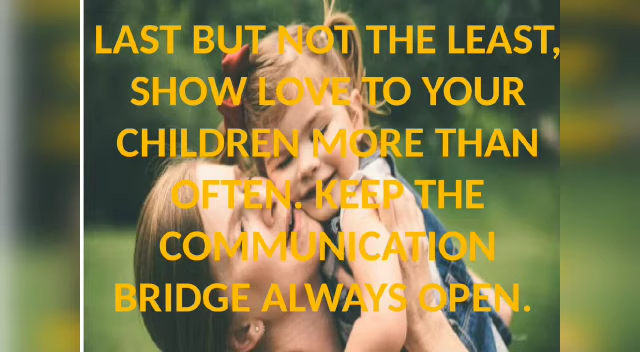 LAST BUT NOT THE LEAST,
SHOW LOVE TO YOUR
CHILDREN MORE THAN
OFTEN. KEEP THE
COMMUNICATION
BRIDGE ALWAYS OPEN.